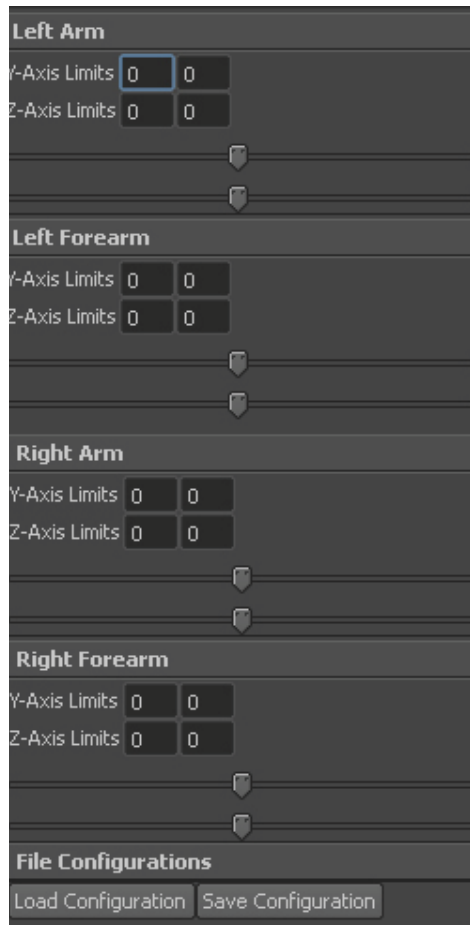 Left Arm
Y-Axis Limits 0 0
Z-Axis Limits 0 0
Left Forearm
Y-Axis Limits 0 0
Z-Axis Limits 0 0
Right Arm
Y-Axis Limits 0 0
Z-Axis Limits 0 0
Right Forearm
Y-Axis Limits 0 0
Z-Axis Limits 0 0
File Configurations
Load Configuration Save Configuration